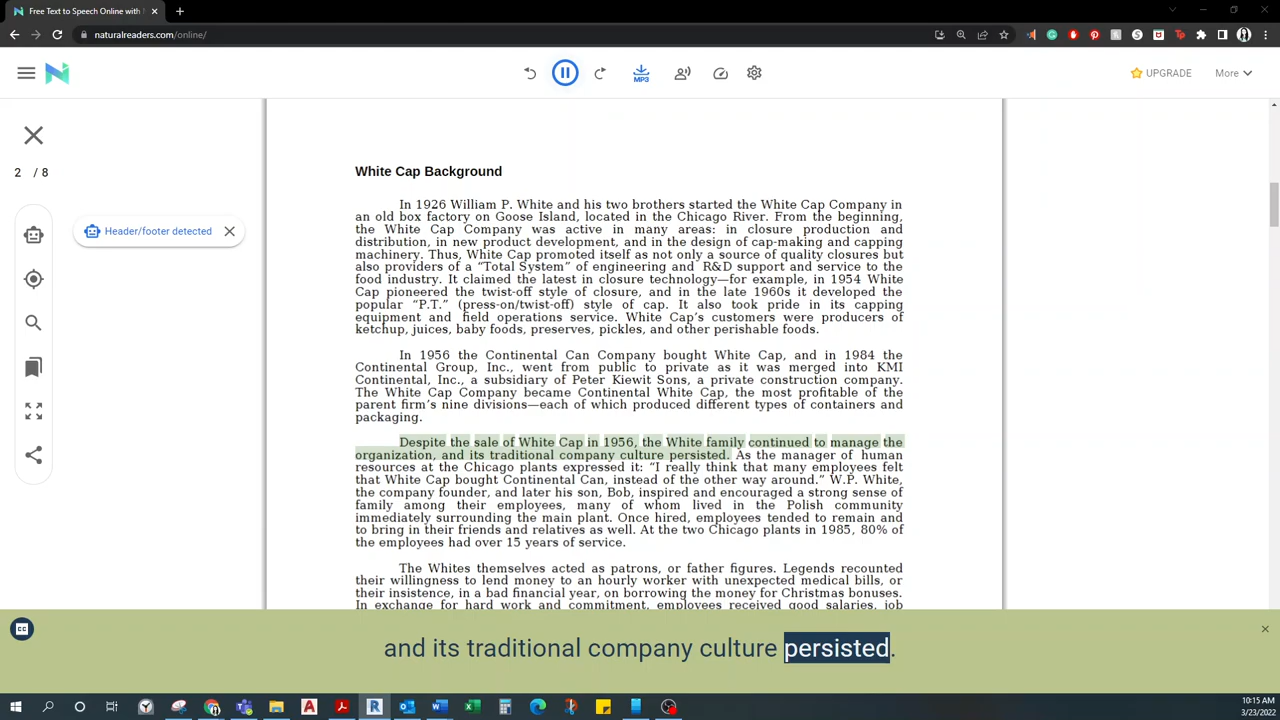 Free Text to Speech Online with
naturalreaders.com/online/
MP3
UPGRADE
More
2 / 8
Header/footer detected
White Cap Background
In 1926 William P. White and his two brothers started the White Cap Company in
an old box factory on Goose Island, located in the Chicago River. From the beginning,
the White Cap Company was active in many areas: in closure production and
distribution, in new product development, and in the design of cap-making and capping
machinery. Thus, White Cap promoted itself as not only a source of quality closures but
also providers of a “Total System” of engineering and R&D support and service to the
food industry. It claimed the latest in closure technology—for example, in 1954 White
Cap pioneered the twist-off style of closure, and in the late 1960s it developed the
popular “P.T.” (press-on/twist-off) style of cap. It also took pride in its capping
equipment and field operations service. White Cap’s customers were producers of
ketchup, juices, baby foods, preserves, pickles, and other perishable foods.
In 1956 the Continental Can Company bought White Cap, and in 1984 the
Continental Group, Inc., went from public to private as it was merged into KMI
Continental, Inc., a subsidiary of Peter Kiewit Sons, a private construction company.
The White Cap Company became Continental White Cap, the most profitable of the
parent firm’s nine divisions—each of which produced different types of containers and
packaging.
Despite the sale of White Cap in 1956, the White family continued to manage the
organization, and its traditional company culture persisted. As the manager of human
resources at the Chicago plants expressed it: “I really think that many employees felt
that White Cap bought Continental Can, instead of the other way around.” W.P. White,
the company founder, and later his son, Bob, inspired and encouraged a strong sense of
family among their employees, many of whom lived in the Polish community
immediately surrounding the main plant. Once hired, employees tended to remain and
to bring in their friends and relatives as well. At the two Chicago plants in 1985, 80% of
the employees had over 15 years of service.
The Whites themselves acted as patrons, or father figures. Legends recounted
their willingness to lend money to an hourly worker with unexpected medical bills, or
their insistence, in a bad financial year, on borrowing the money for Christmas bonuses.
In exchange for hard work and commitment, employees received good salaries, job
CC
and its traditional company culture persisted.
10:15 AM
3/23/2022